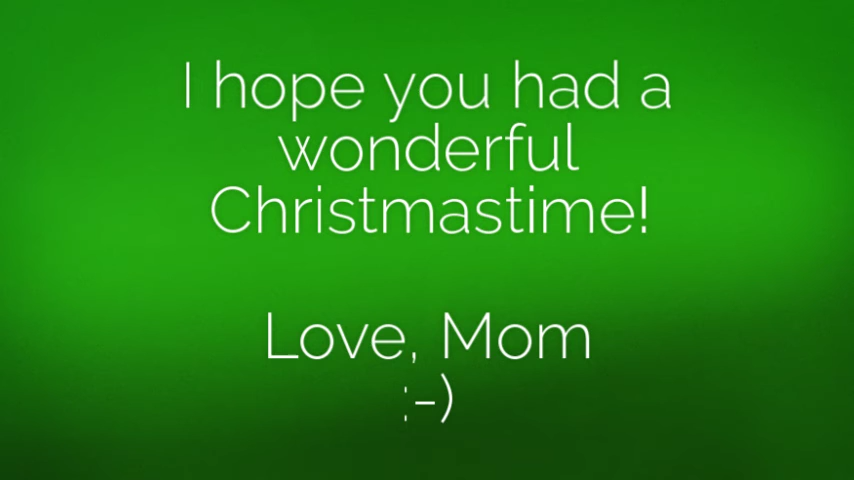 I hope you had a
wonderful
Christmastime!
Love, Mom
:-)